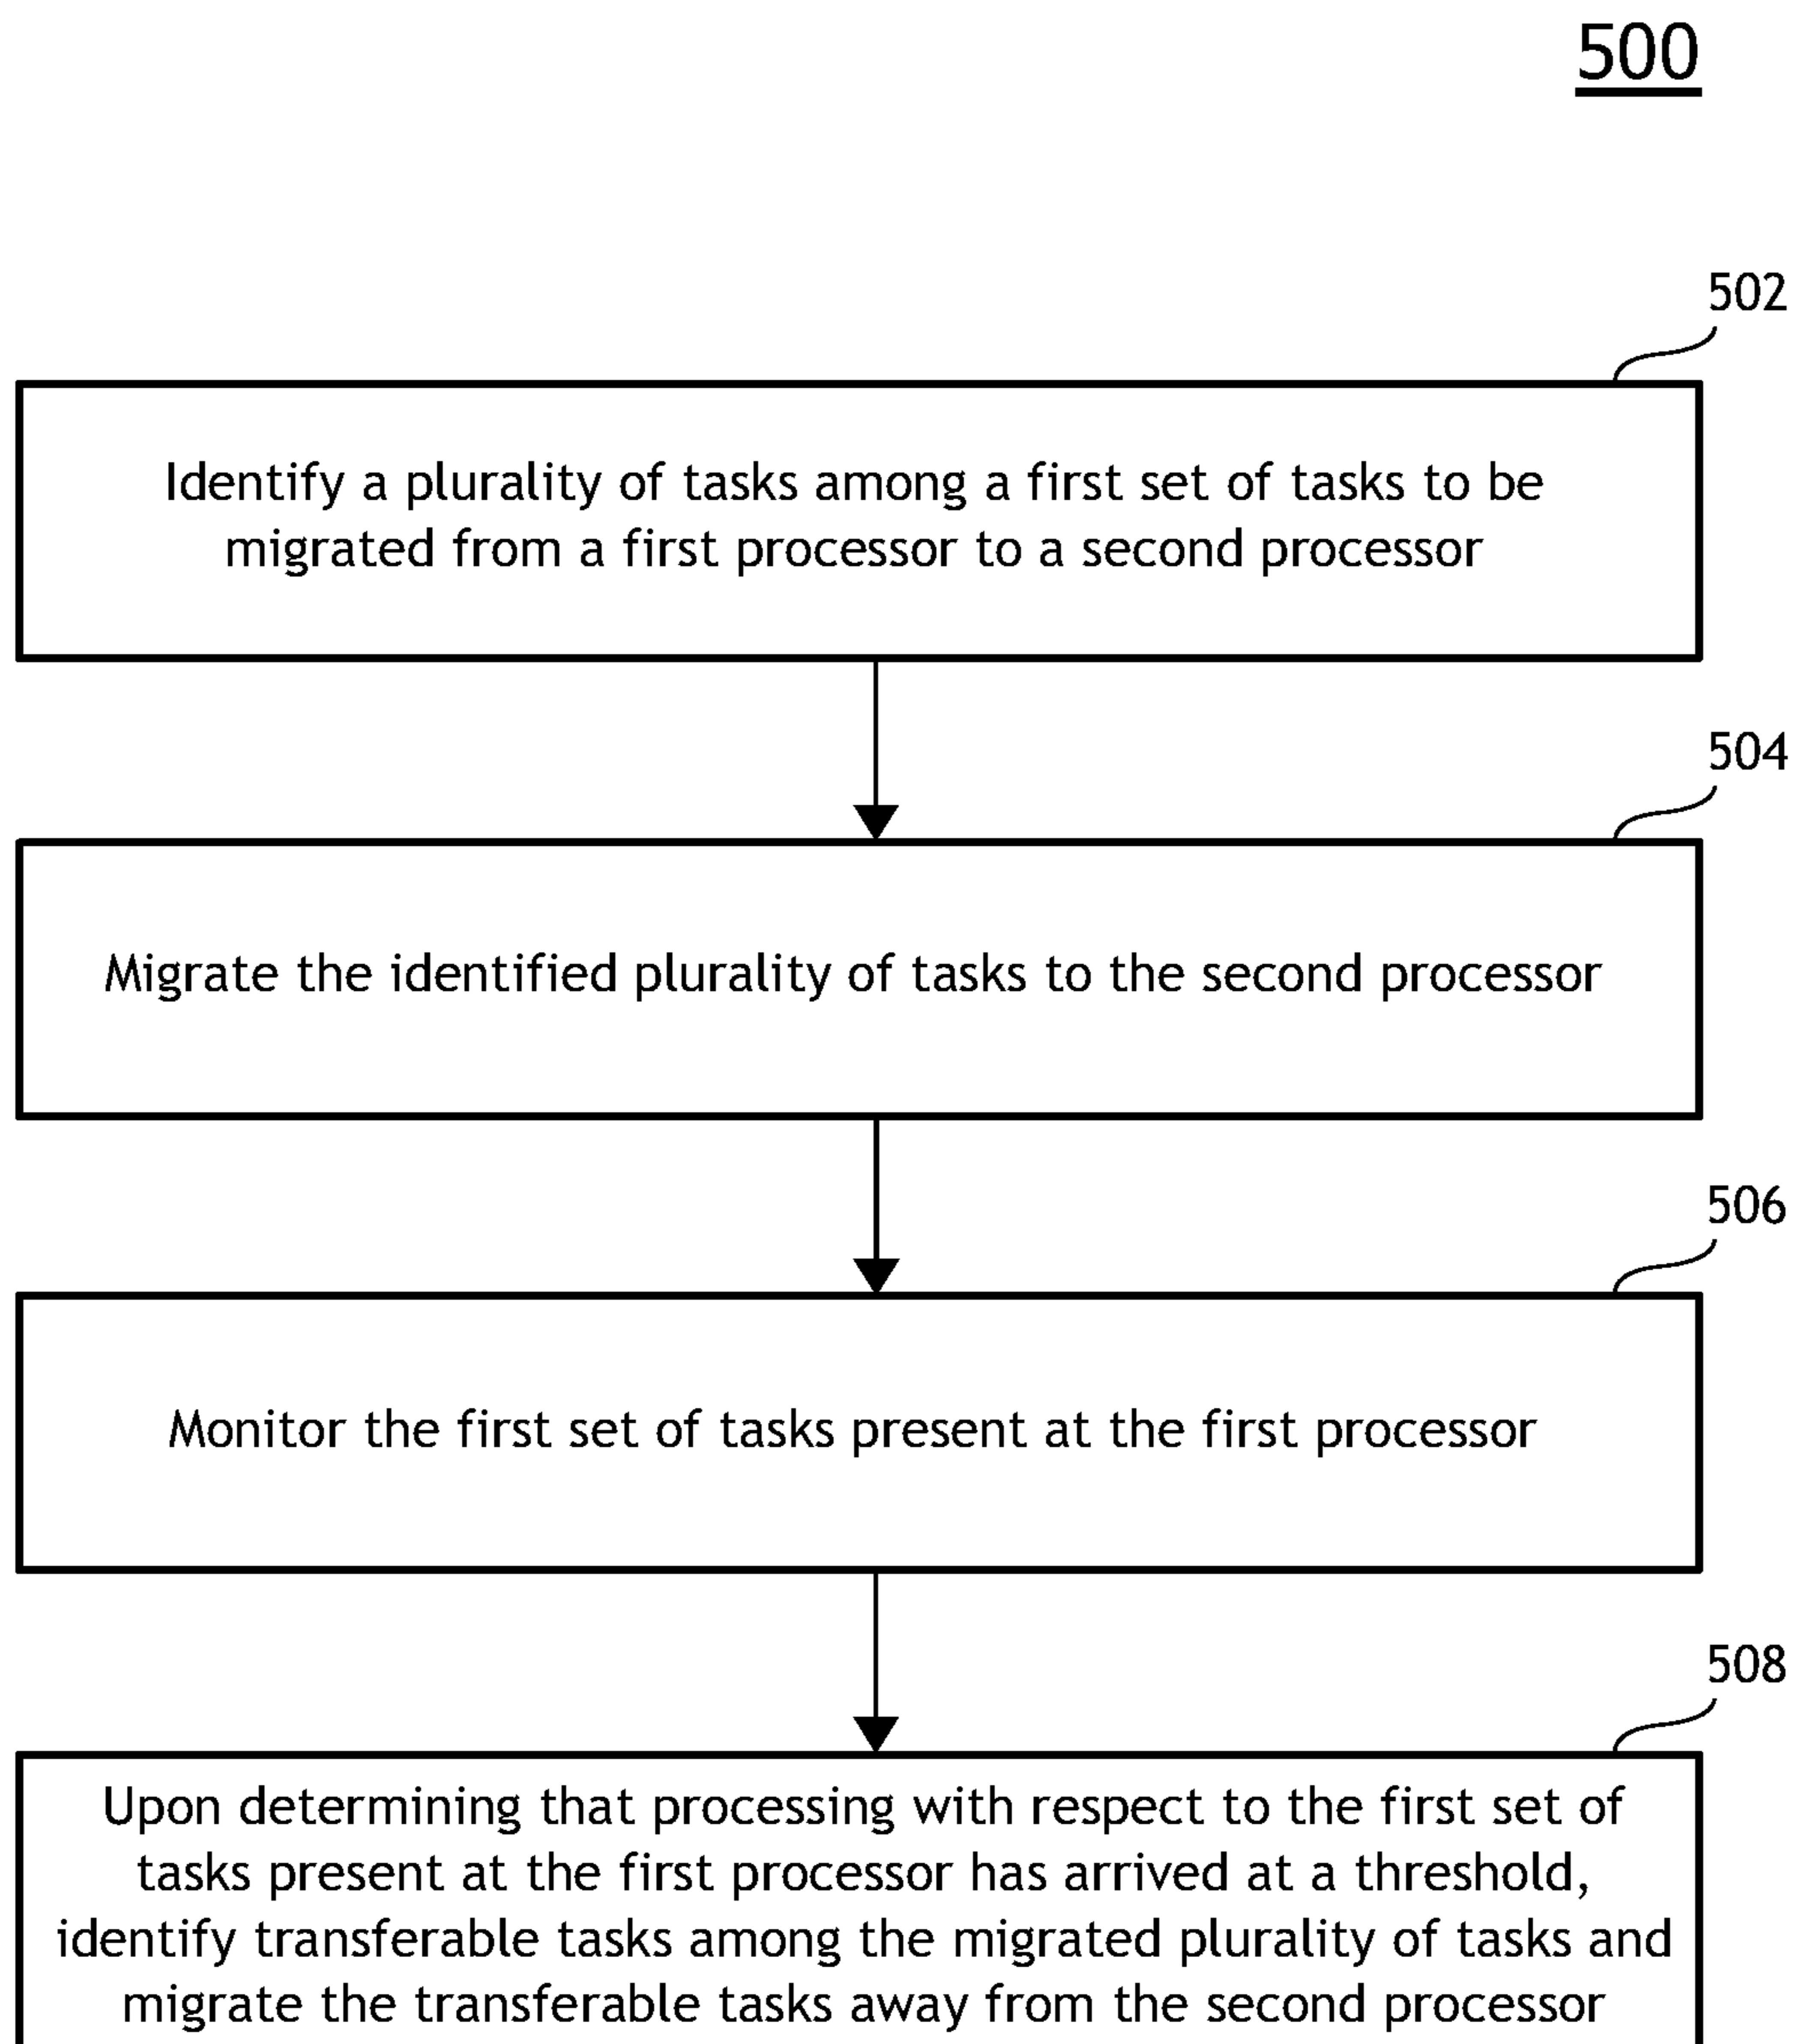 500
502
Identify a plurality of tasks among a first set of tasks to be
migrated from a first processor to a second processor
504
Migrate the identified plurality of tasks to the second processor
506
Monitor the first set of tasks present at the first processor
508
Upon determining that processing with respect to the first set of
tasks present at the first processor has arrived at a threshold,
identify transferable tasks among the migrated plurality of tasks and
migrate the transferable tasks away from the second processor